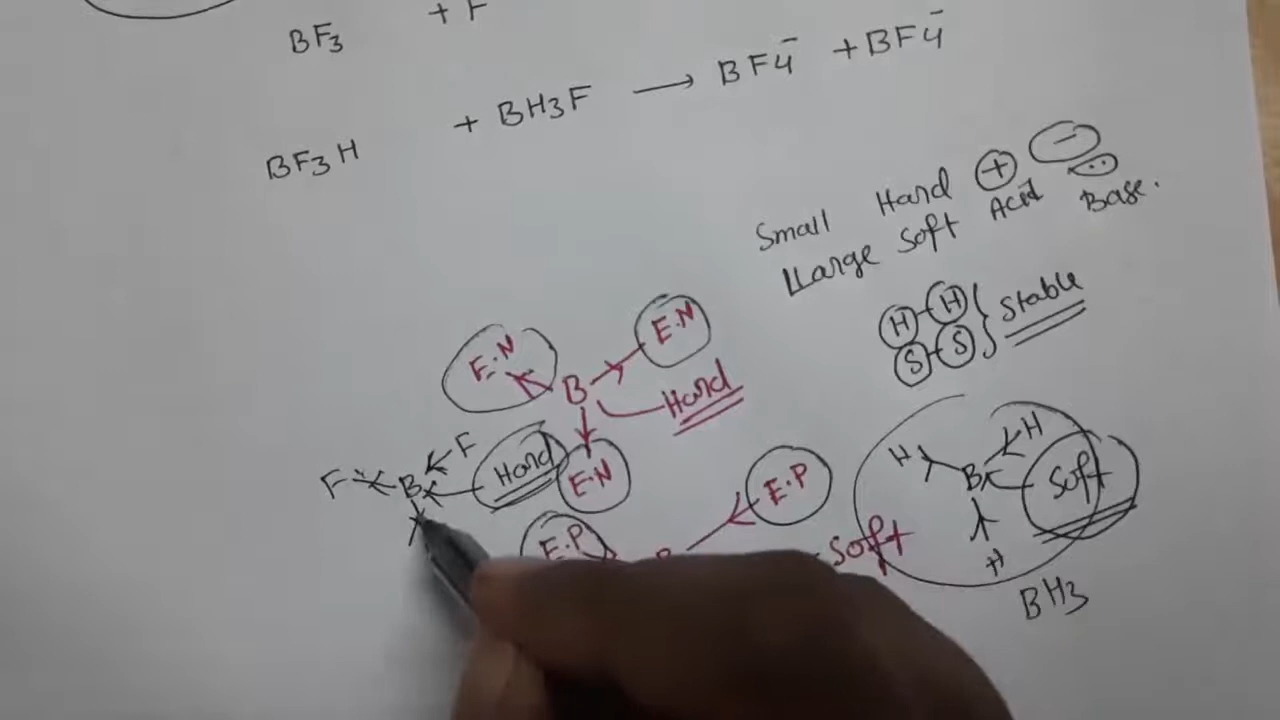 BF3 + F
BF3H + BH3F → BF4⁻ + BF4⁻
Small Hard + −
Large Soft Acid Base.
H-H
S-S } Stable
E.N B E.N
Hard
E.N
F B F
Hard
E.P
E.P
Soft
H B H
Soft
H
BH3